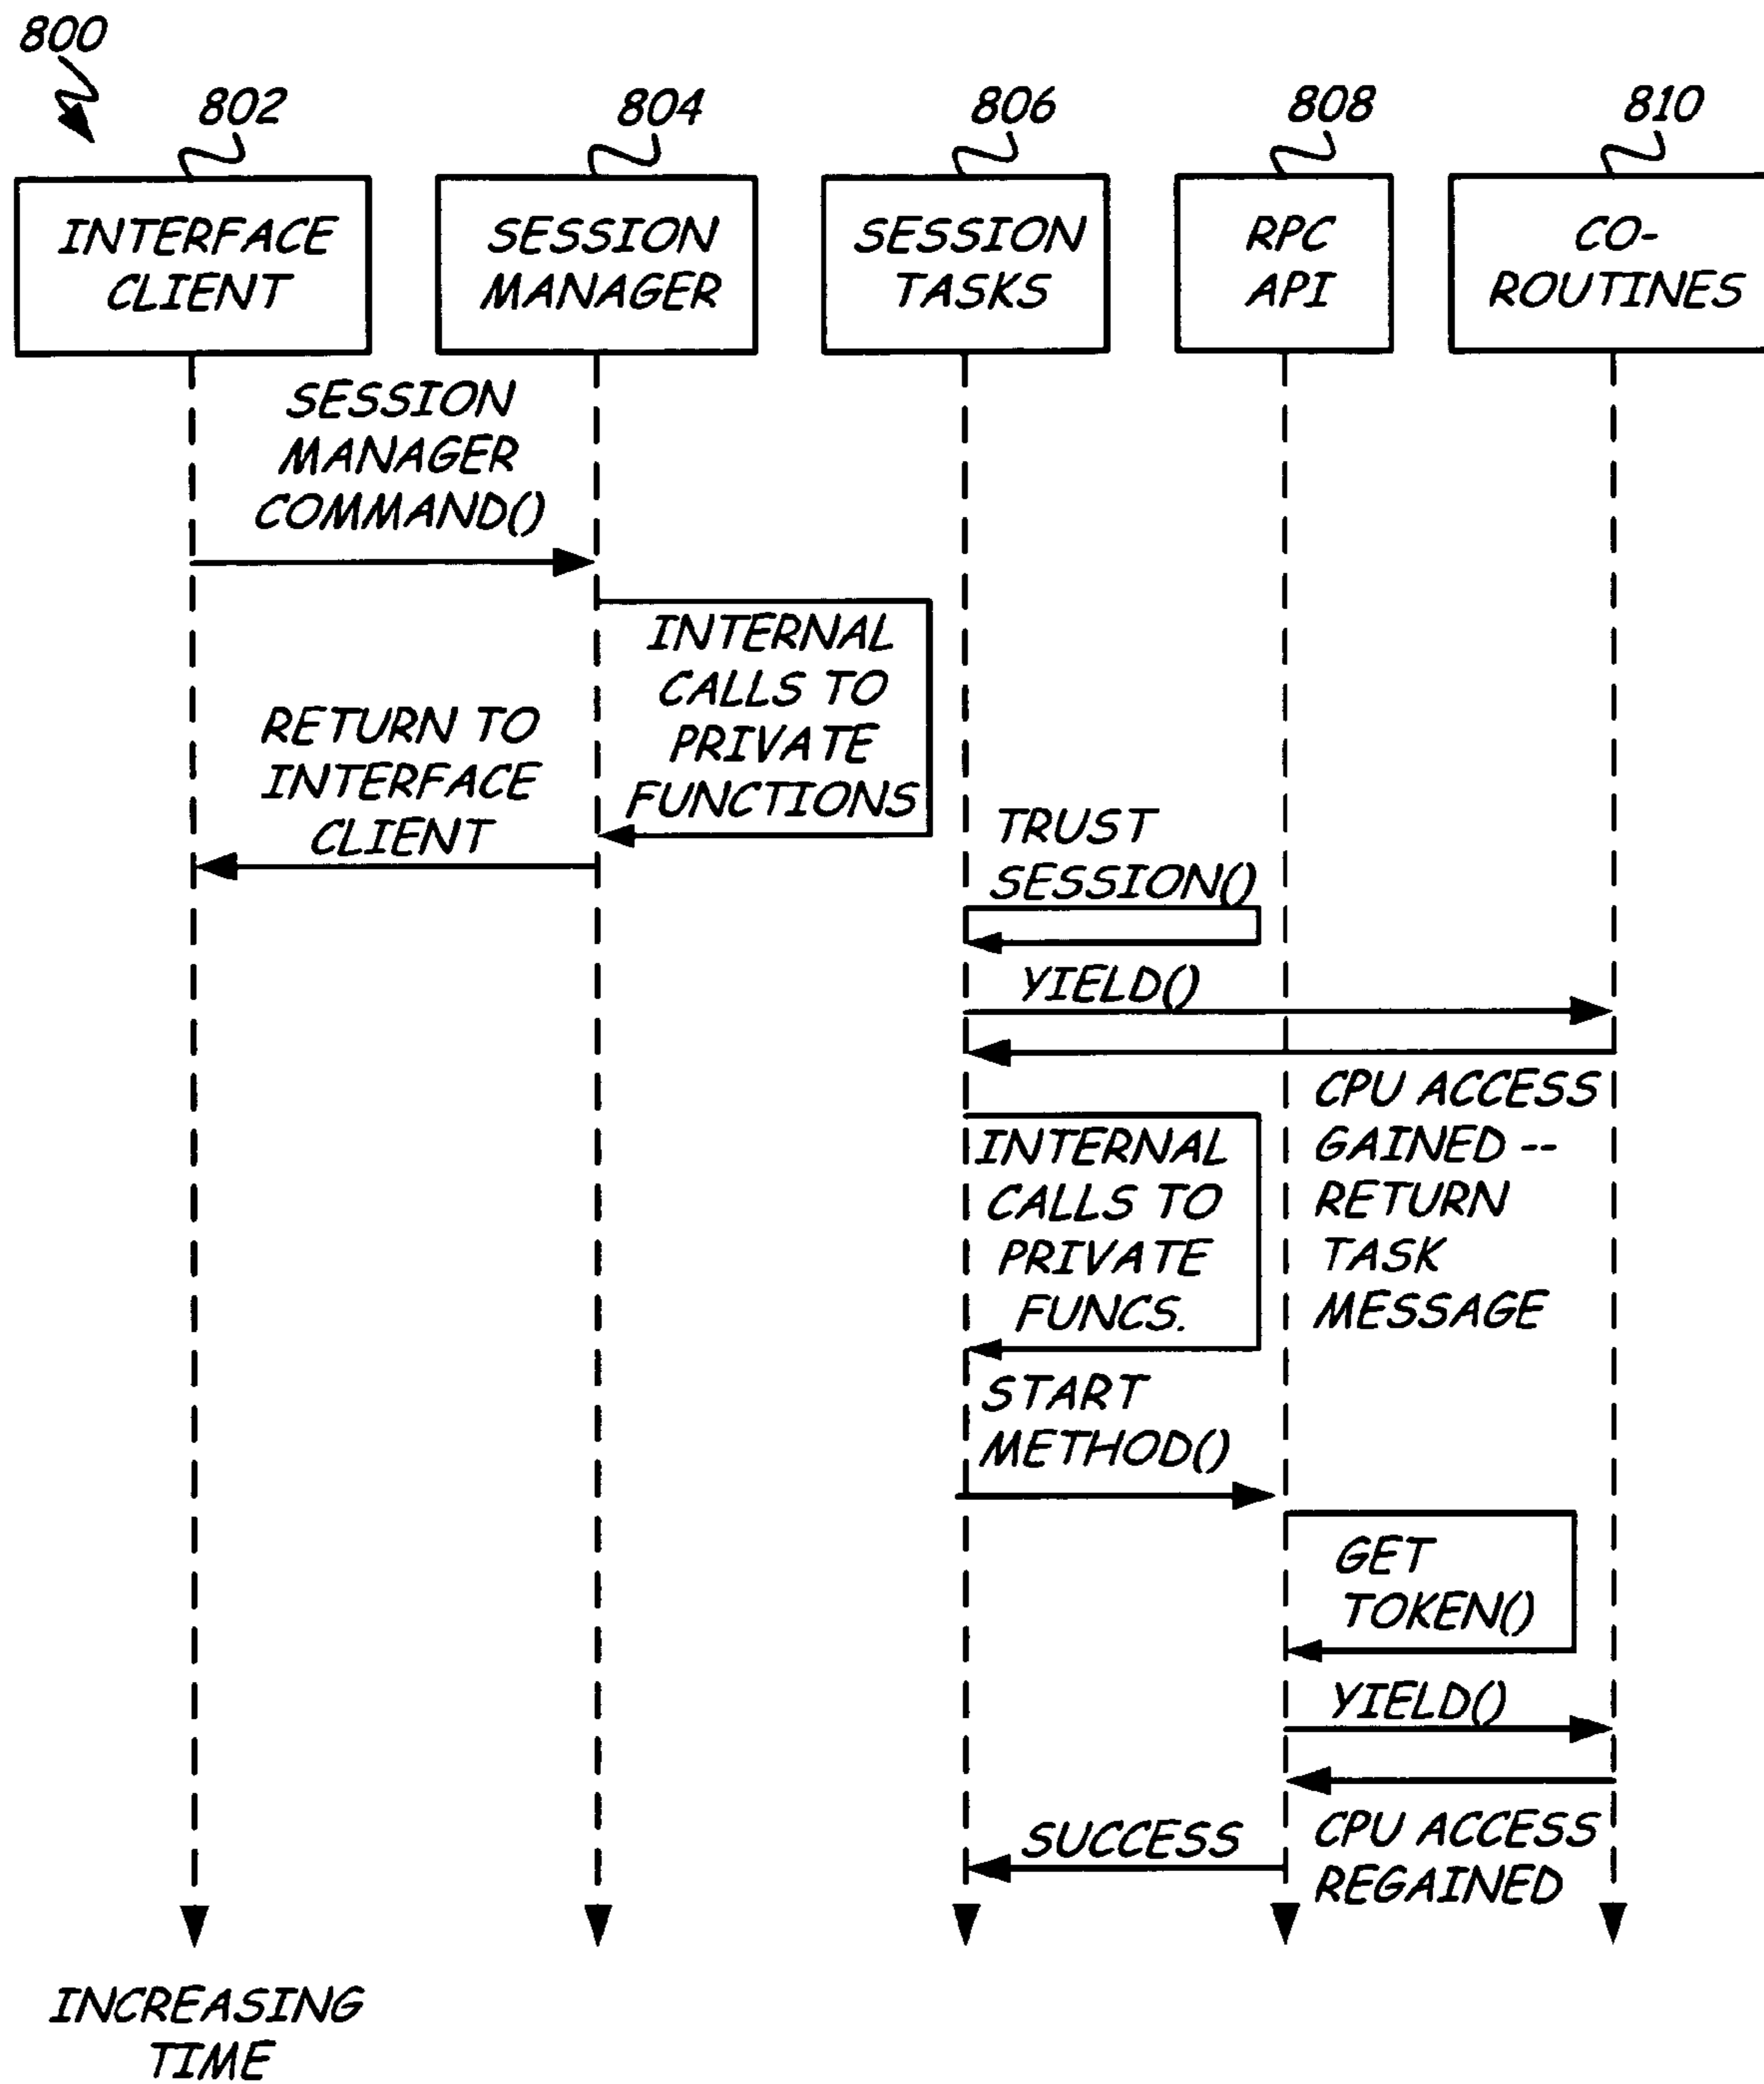 800
802
804
806
808
810
INTERFACE
CLIENT
SESSION
MANAGER
SESSION
TASKS
RPC
API
CO-
ROUTINES
SESSION
MANAGER
COMMAND()
INTERNAL
CALLS TO
PRIVATE
FUNCTIONS
RETURN TO
INTERFACE
CLIENT
TRUST
SESSION()
YIELD()
CPU ACCESS
GAINED --
RETURN
TASK
MESSAGE
INTERNAL
CALLS TO
PRIVATE
FUNCS.
START
METHOD()
GET
TOKEN()
YIELD()
CPU ACCESS
REGAINED
SUCCESS
INCREASING
TIME